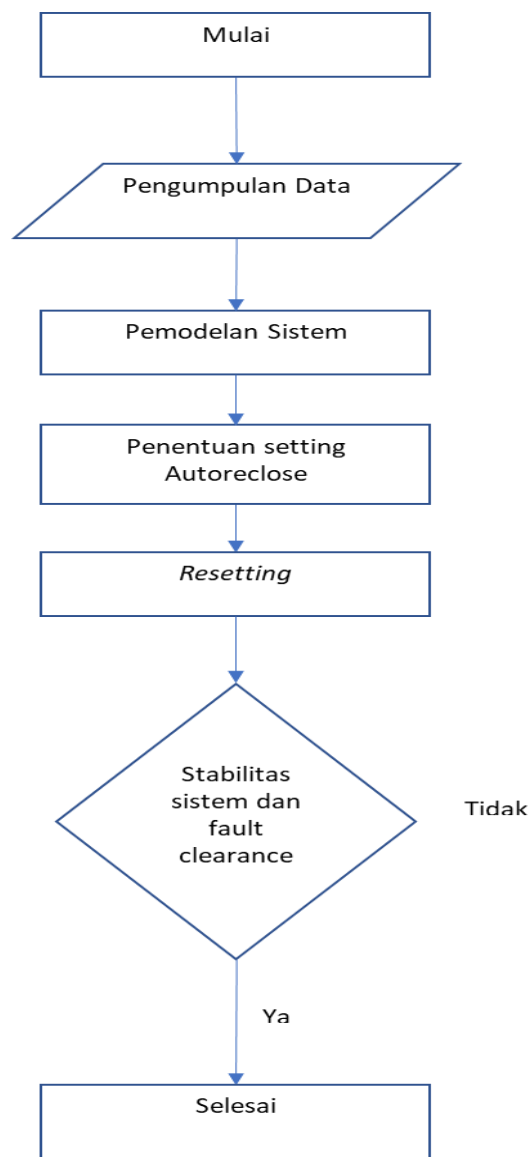 Mulai
Pengumpulan Data
Pemodelan Sistem
Penentuan setting
Autoreclose
Resetting
Stabilitas
sistem dan
fault
clearance
Tidak
Ya
Selesai